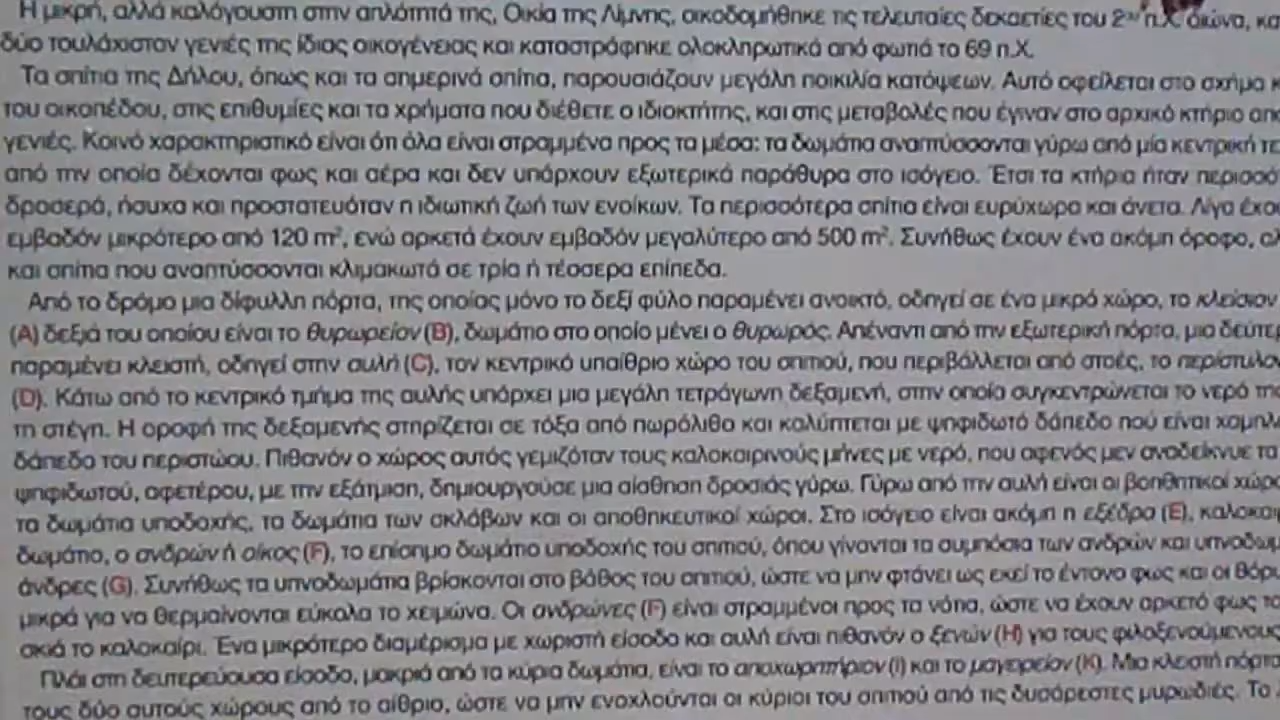 Η μικρή, αλλά καλόγουστη στην απλότητά της, Οικία της Λίμνης, οικοδομήθηκε τις τελευταίες δεκαετίες του 2ου π.Χ. αιώνα,
δύο τουλάχιστον γενιές της ίδιας οικογένειας και καταστράφηκε ολοκληρωτικά από φωτιά το 69 π.Χ.
Τα σπίτια της Δήλου, όπως και τα σημερινά σπίτια, παρουσιάζουν μεγάλη ποικιλία κατόψεων. Αυτό οφείλεται στο σχήμα
του οικοπέδου, στις επιθυμίες και τα χρήματα που διέθετε ο ιδιοκτήτης, και στις μεταβολές που έγιναν στο αρχικό κτήριο
γενιές. Κοινό χαρακτηριστικό είναι ότι όλα είναι στραμμένα προς τα μέσα: τα δωμάτια αναπτύσσονται γύρω από μία κεντρική
από την οποία δέχονται φως και αέρα και δεν υπάρχουν εξωτερικά παράθυρα στο ισόγειο. Έτσι τα κτήρια ήταν
δροσερά, ήσυχα και προστατευόταν η ιδιωτική ζωή των ενοίκων. Τα περισσότερα σπίτια είναι ευρύχωρα και άνετα. Λίγα
εμβαδόν μικρότερο από 120 m², ενώ αρκετά έχουν εμβαδόν μεγαλύτερο από 500 m². Συνήθως έχουν ένα ακόμη όροφο,
και σπίτια που αναπτύσσονται κλιμακωτά σε τρία ή τέσσερα επίπεδα.
Από το δρόμο μια δίφυλλη πόρτα, της οποίας μόνο το δεξί φύλο παραμένει ανοικτό, οδηγεί σε ένα μικρό χώρο, το κλείσιον
(A) δεξιά του οποίου είναι το θυρωρείον (B), δωμάτιο στο οποίο μένει ο θυρωρός. Απέναντι από την εξωτερική πόρτα, μια
παραμένει κλειστή, οδηγεί στην αυλή (C), τον κεντρικό υπαίθριο χώρο του σπιτιού, που περιβάλλεται από στοές, το περίστυλον
(D). Κάτω από το κεντρικό τμήμα της αυλής υπάρχει μια μεγάλη τετράγωνη δεξαμενή, στην οποία συγκεντρώνεται το νερό
τη στέγη. Η οροφή της δεξαμενής στηρίζεται σε τόξα από πωρόλιθο και καλύπτεται με ψηφιδωτό δάπεδο πού είναι
δάπεδο του περιστώου. Πιθανόν ο χώρος αυτός γεμιζόταν τους καλοκαιρινούς μήνες με νερό, που αφενός μεν αναδείκνυε τα
ψηφιδωτού, αφετέρου, με την εξάτμιση, δημιουργούσε μια αίσθηση δροσιάς γύρω. Γύρω από την αυλή είναι οι βοηθητικοί
τα δωμάτια υποδοχής, τα δωμάτια των σκλάβων και οι αποθηκευτικοί χώροι. Στο ισόγειο είναι ακόμη η εξέδρα (E),
δωμάτιο, ο ανδρών ή οίκος (F), το επίσημο δωμάτιο υποδοχής του σπιτιού, όπου γίνονται τα συμπόσια των ανδρών και
άνδρες (G). Συνήθως τα υπνοδωμάτια βρίσκονται στο βάθος του σπιτιού, ώστε να μην φτάνει ως εκεί το έντονο φως και οι
μικρά για να θερμαίνονται εύκολα το χειμώνα. Οι ανδρώνες (F) είναι στραμμένοι προς τα νότια, ώστε να έχουν αρκετό φως
σκιά το καλοκαίρι. Ένα μικρότερο διαμέρισμα με χωριστή είσοδο και αυλή είναι πιθανόν ο ξενών (H) για τους φιλοξενούμενους
Πλάι στη δευτερεύουσα είσοδο, μακριά από τα κύρια δωμάτια, είναι το αποχωρητήριον (I) και το μαγειρείον (K). Μια κλειστή πόρτα
τους δύο αυτούς χώρους από το αίθριο, ώστε να μην ενοχλούνται οι κύριοι του σπιτιού από τις δυσάρεστες μυρωδιές. Το